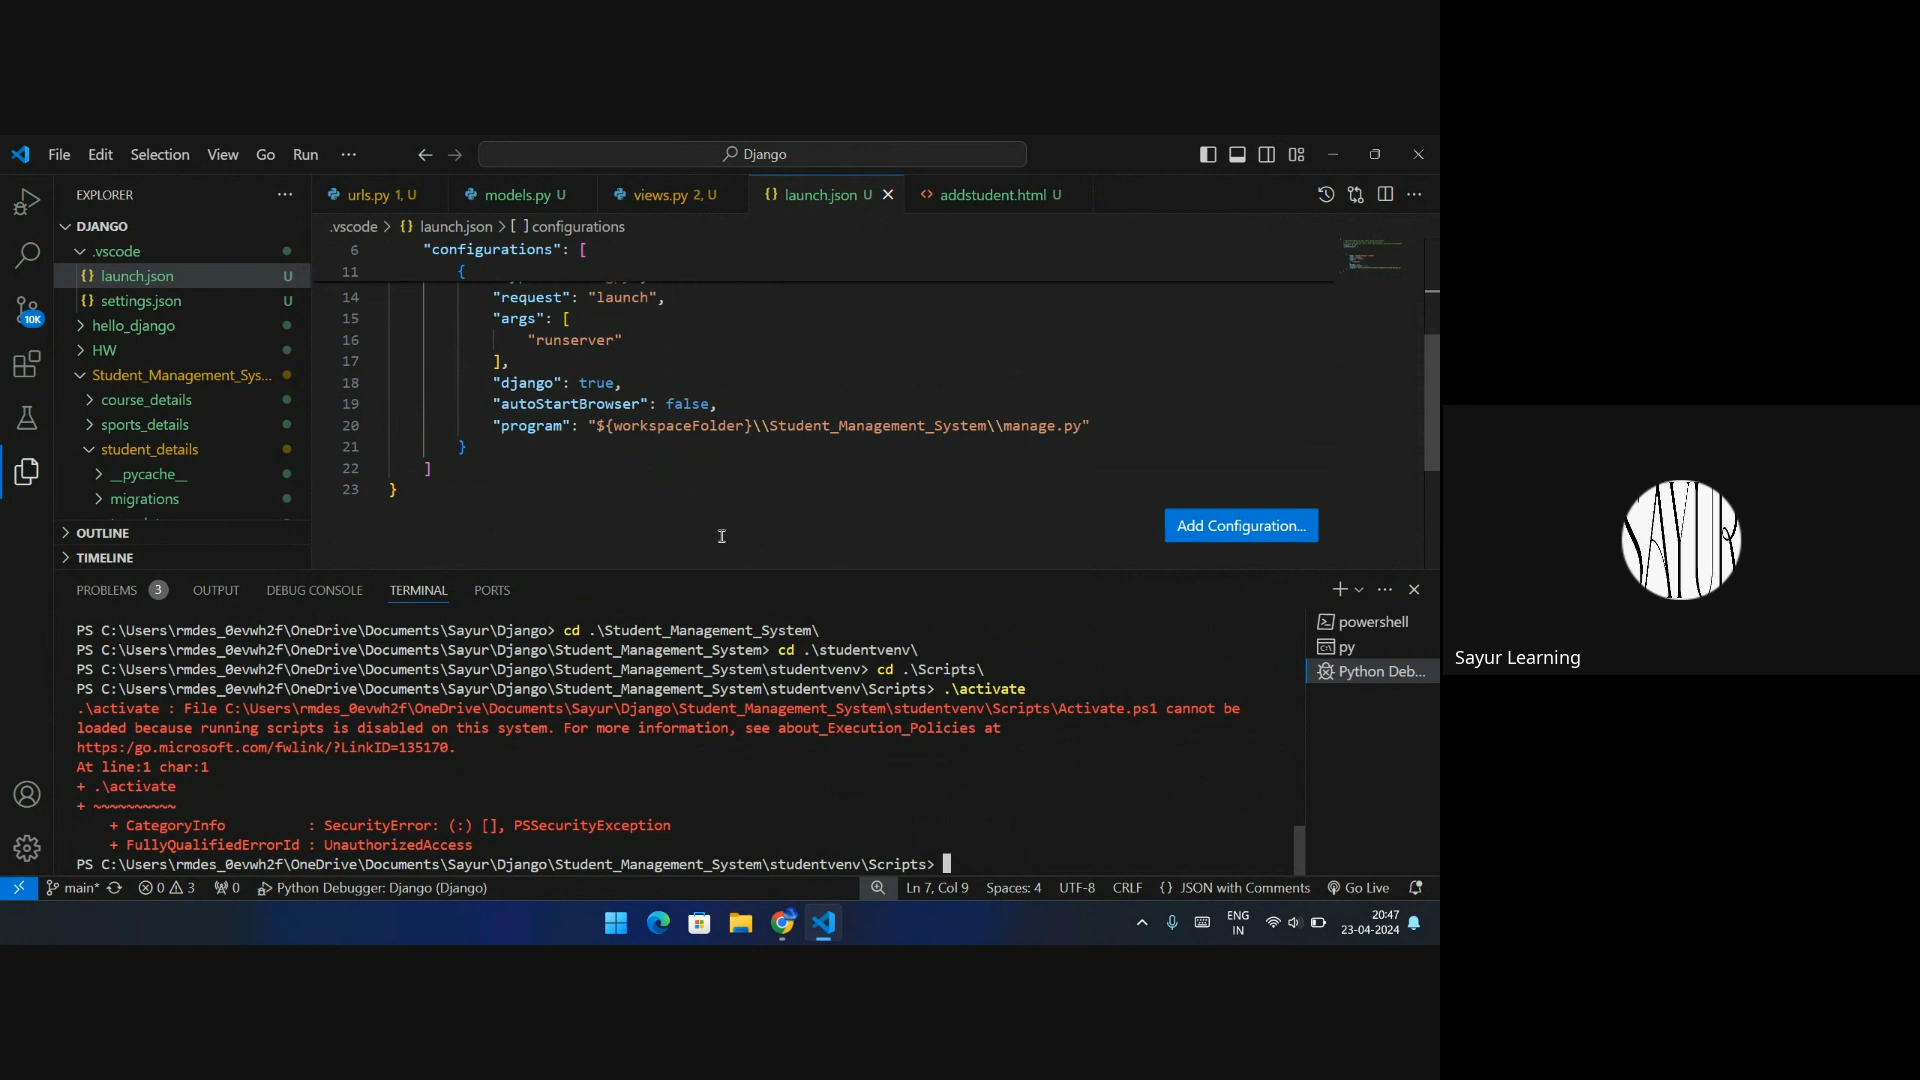 File Edit Selection View Go Run ··· Django
EXPLORER ···
urls.py 1, U models.py U views.py 2, U launch.json U addstudent.html U
DJANGO
.vscode > {} launch.json > [ ] configurations
.vscode
launch.json U
settings.json U
hello_django
HW
Student_Management_Sys...
course_details
sports_details
student_details
__pycache__
migrations
OUTLINE
TIMELINE
10K
6 "configurations": [
11 {
14 "request": "launch",
15 "args": [
16 "runserver"
17 ],
18 "django": true,
19 "autoStartBrowser": false,
20 "program": "${workspaceFolder}\\Student_Management_System\\manage.py"
21 }
22 ]
23 }
Add Configuration...
PROBLEMS 3 OUTPUT DEBUG CONSOLE TERMINAL PORTS
PS C:\Users\rmdes_0evwh2f\OneDrive\Documents\Sayur\Django> cd .\Student_Management_System\
PS C:\Users\rmdes_0evwh2f\OneDrive\Documents\Sayur\Django\Student_Management_System> cd .\studentvenv\
PS C:\Users\rmdes_0evwh2f\OneDrive\Documents\Sayur\Django\Student_Management_System\studentvenv> cd .\Scripts\
PS C:\Users\rmdes_0evwh2f\OneDrive\Documents\Sayur\Django\Student_Management_System\studentvenv\Scripts> .\activate
.\activate : File C:\Users\rmdes_0evwh2f\OneDrive\Documents\Sayur\Django\Student_Management_System\studentvenv\Scripts\Activate.ps1 cannot be
loaded because running scripts is disabled on this system. For more information, see about_Execution_Policies at
https:/go.microsoft.com/fwlink/?LinkID=135170.
At line:1 char:1
+ .\activate
+ ~~~~~~~~~~
+ CategoryInfo : SecurityError: (:) [], PSSecurityException
+ FullyQualifiedErrorId : UnauthorizedAccess
PS C:\Users\rmdes_0evwh2f\OneDrive\Documents\Sayur\Django\Student_Management_System\studentvenv\Scripts>
powershell
py
Python Deb...
main* 0 3 0 Python Debugger: Django (Django) Ln 7, Col 9 Spaces: 4 UTF-8 CRLF {} JSON with Comments Go Live
ENG
IN
20:47
23-04-2024
SAYUR
Sayur Learning